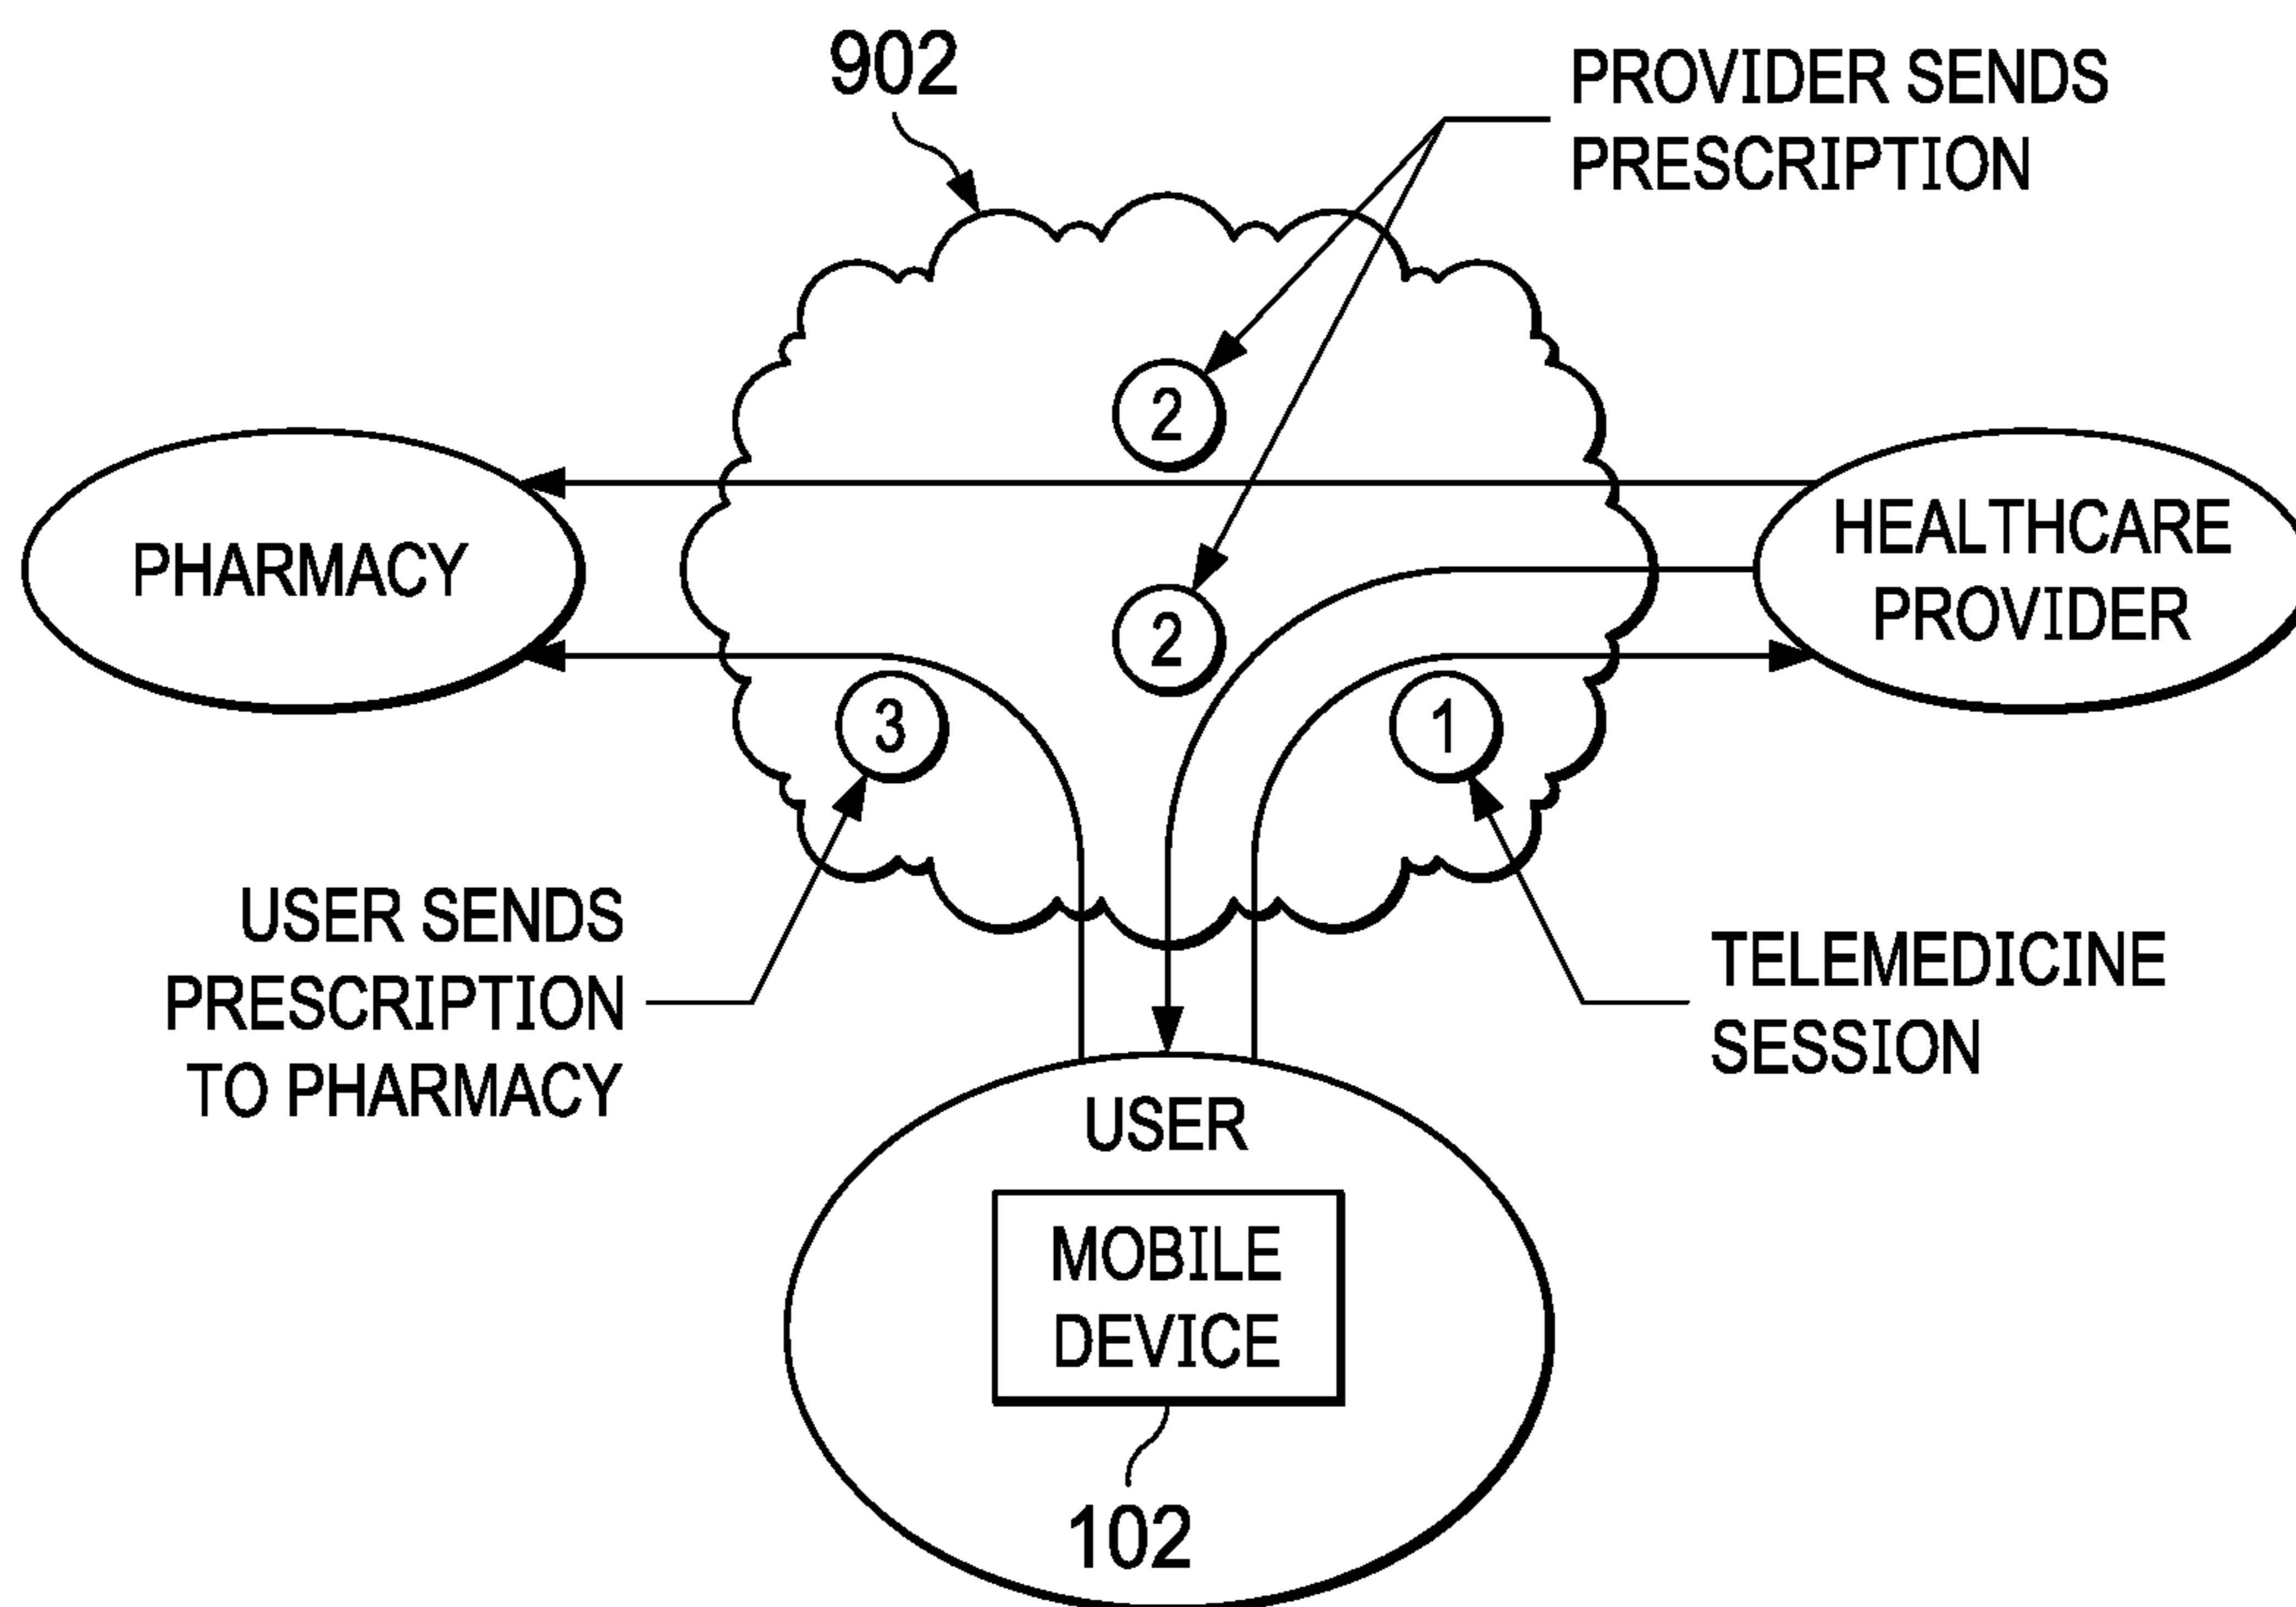 902
PROVIDER SENDS
PRESCRIPTION
2
PHARMACY
HEALTHCARE
PROVIDER
2
3
1
USER SENDS
PRESCRIPTION
TO PHARMACY
TELEMEDICINE
SESSION
USER
MOBILE
DEVICE
102